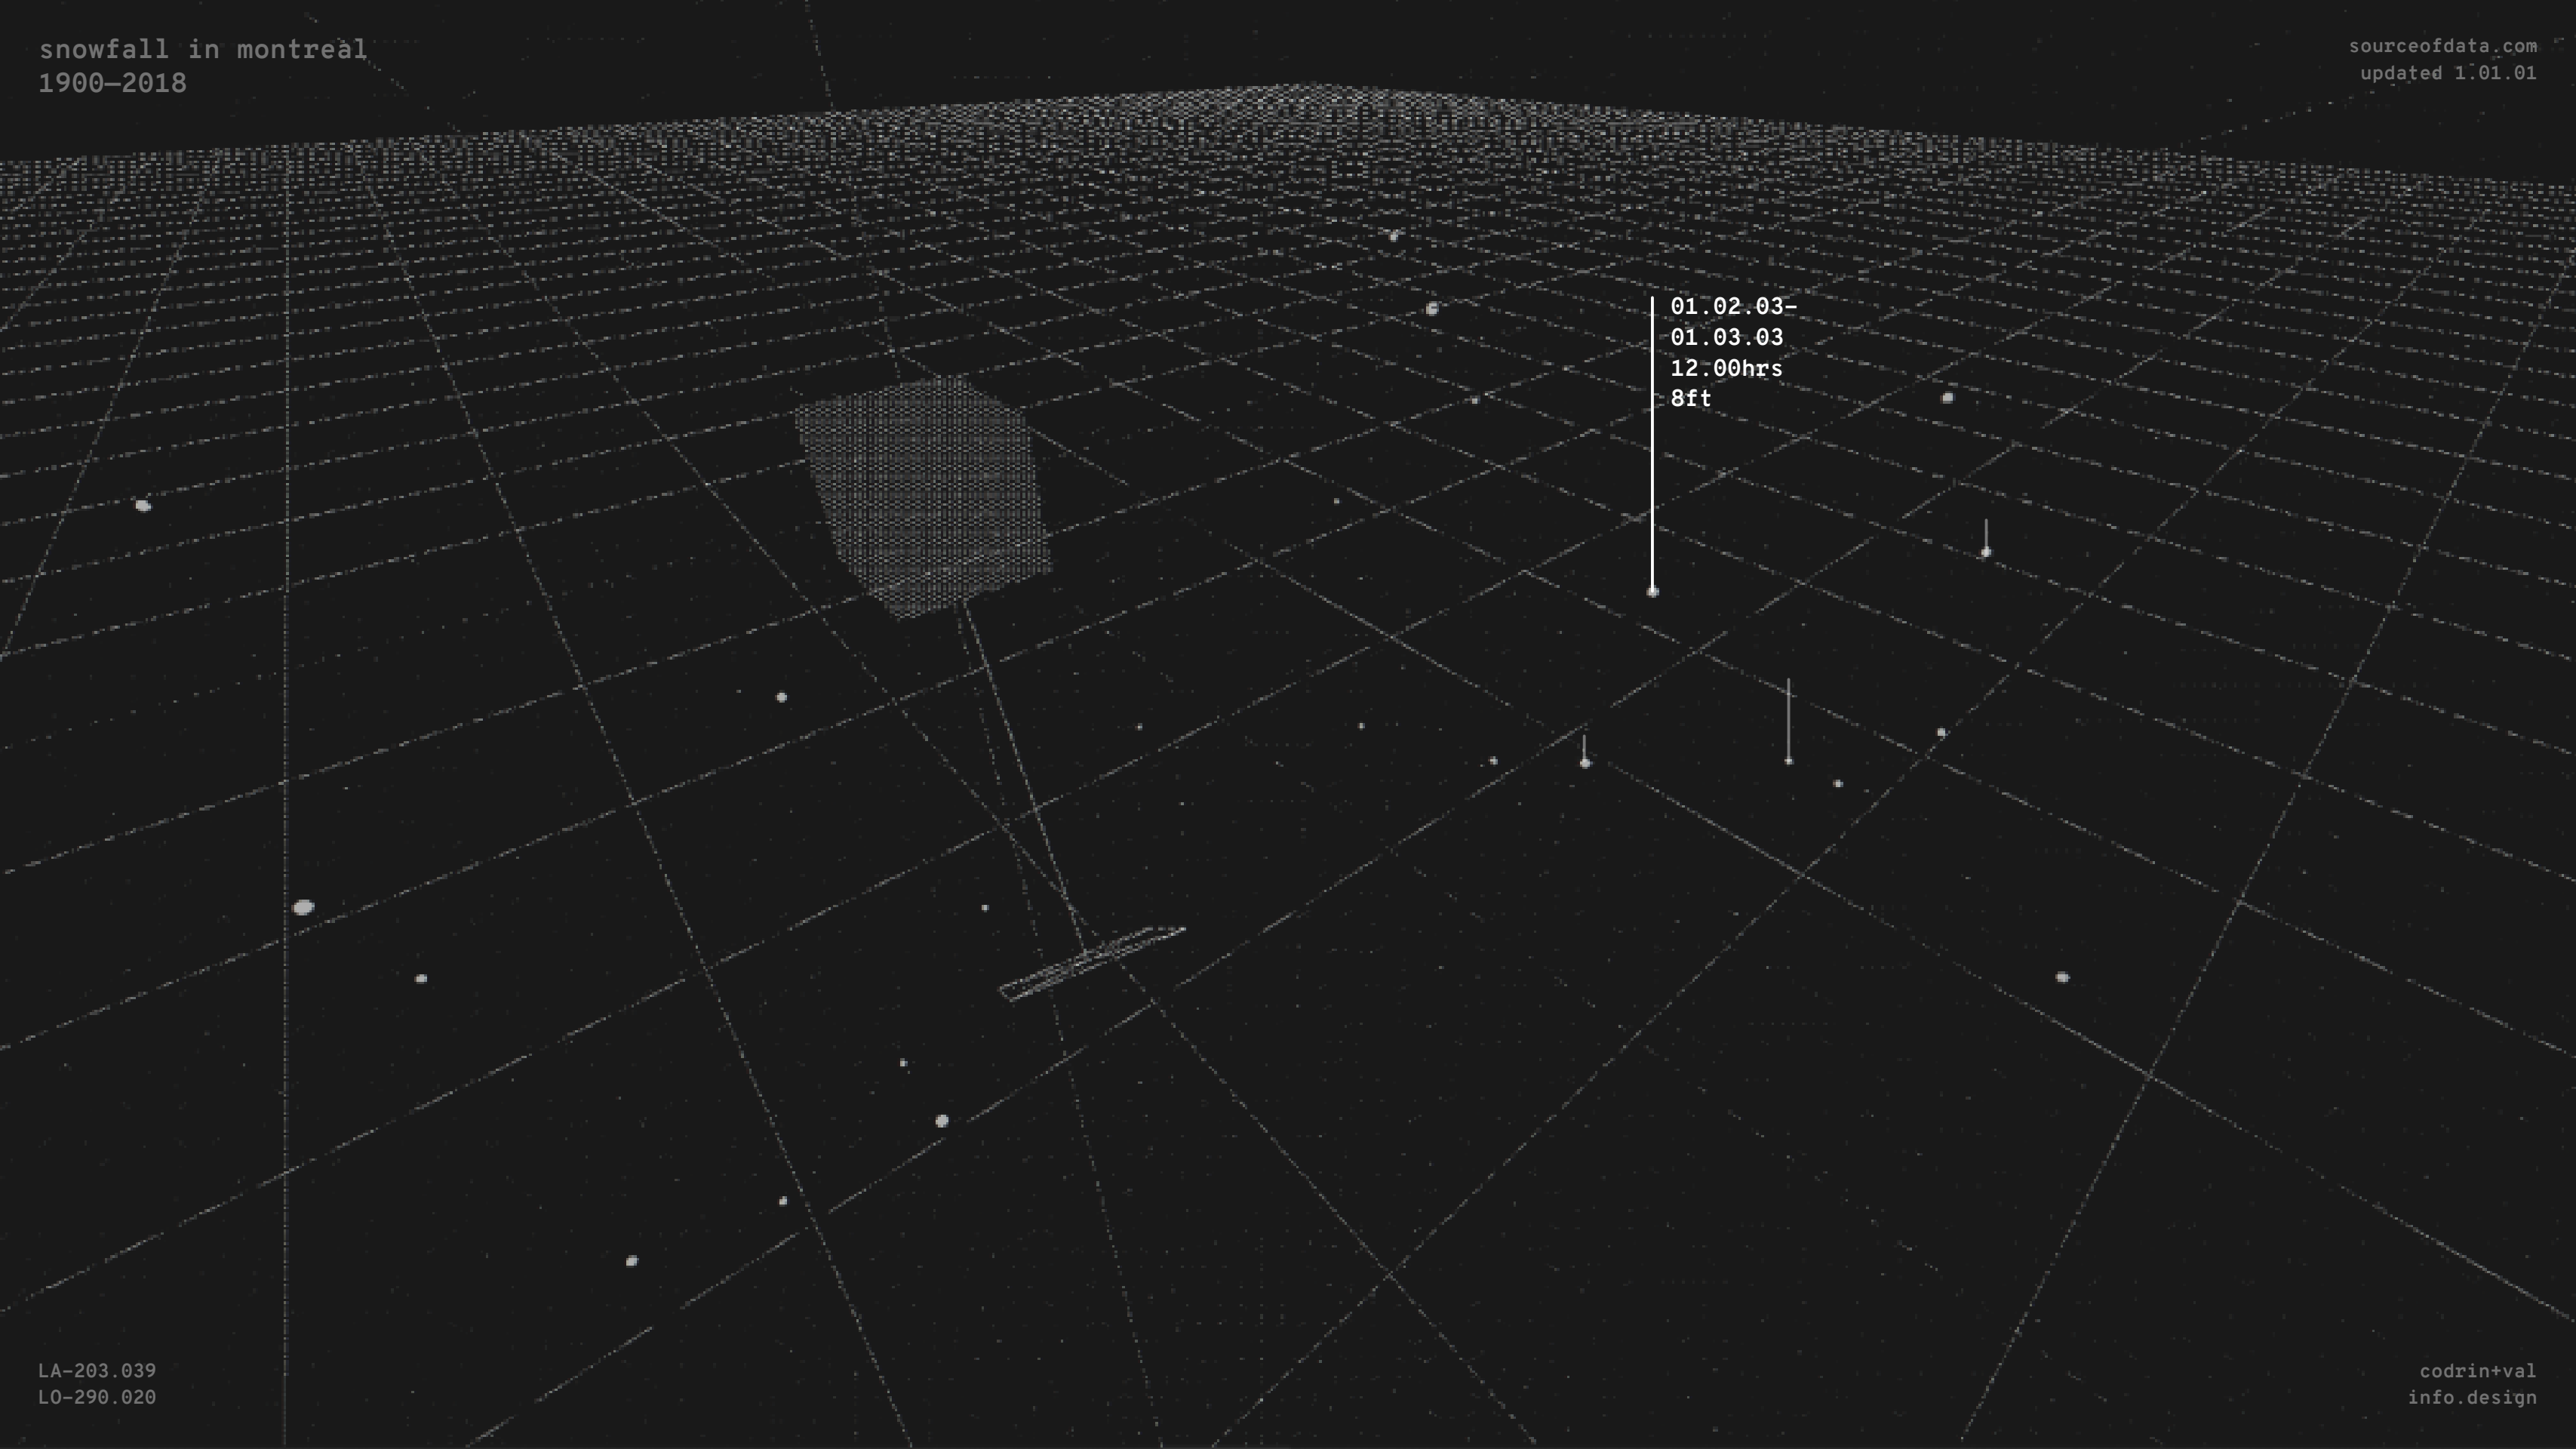 snowfall in montreal
1900–2018
sourceofdata.com
updated 1.01.01
01.02.03–
01.03.03
12.00hrs
8ft
LA-203.039
LO-290.020
codrin+val
info.design